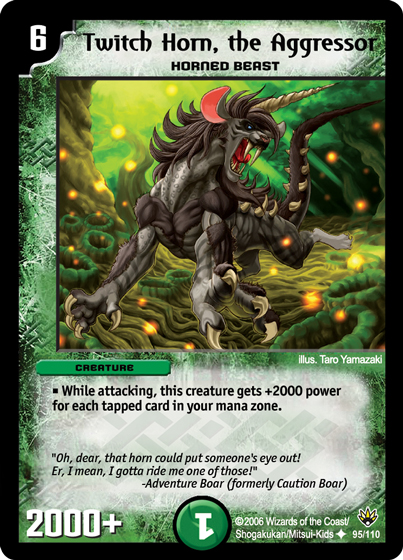 6
Twitch Horn, the Aggressor
HORNED BEAST
illus. Taro Yamazaki
CREATURE
▪ While attacking, this creature gets +2000 power
for each tapped card in your mana zone.
"Oh, dear, that horn could put someone's eye out!
Er, I mean, I gotta ride me one of those!"
-Adventure Boar (formerly Caution Boar)
2000+
©2006 Wizards of the Coast/
Shogakukan/Mitsui-Kids ✦ 95/110